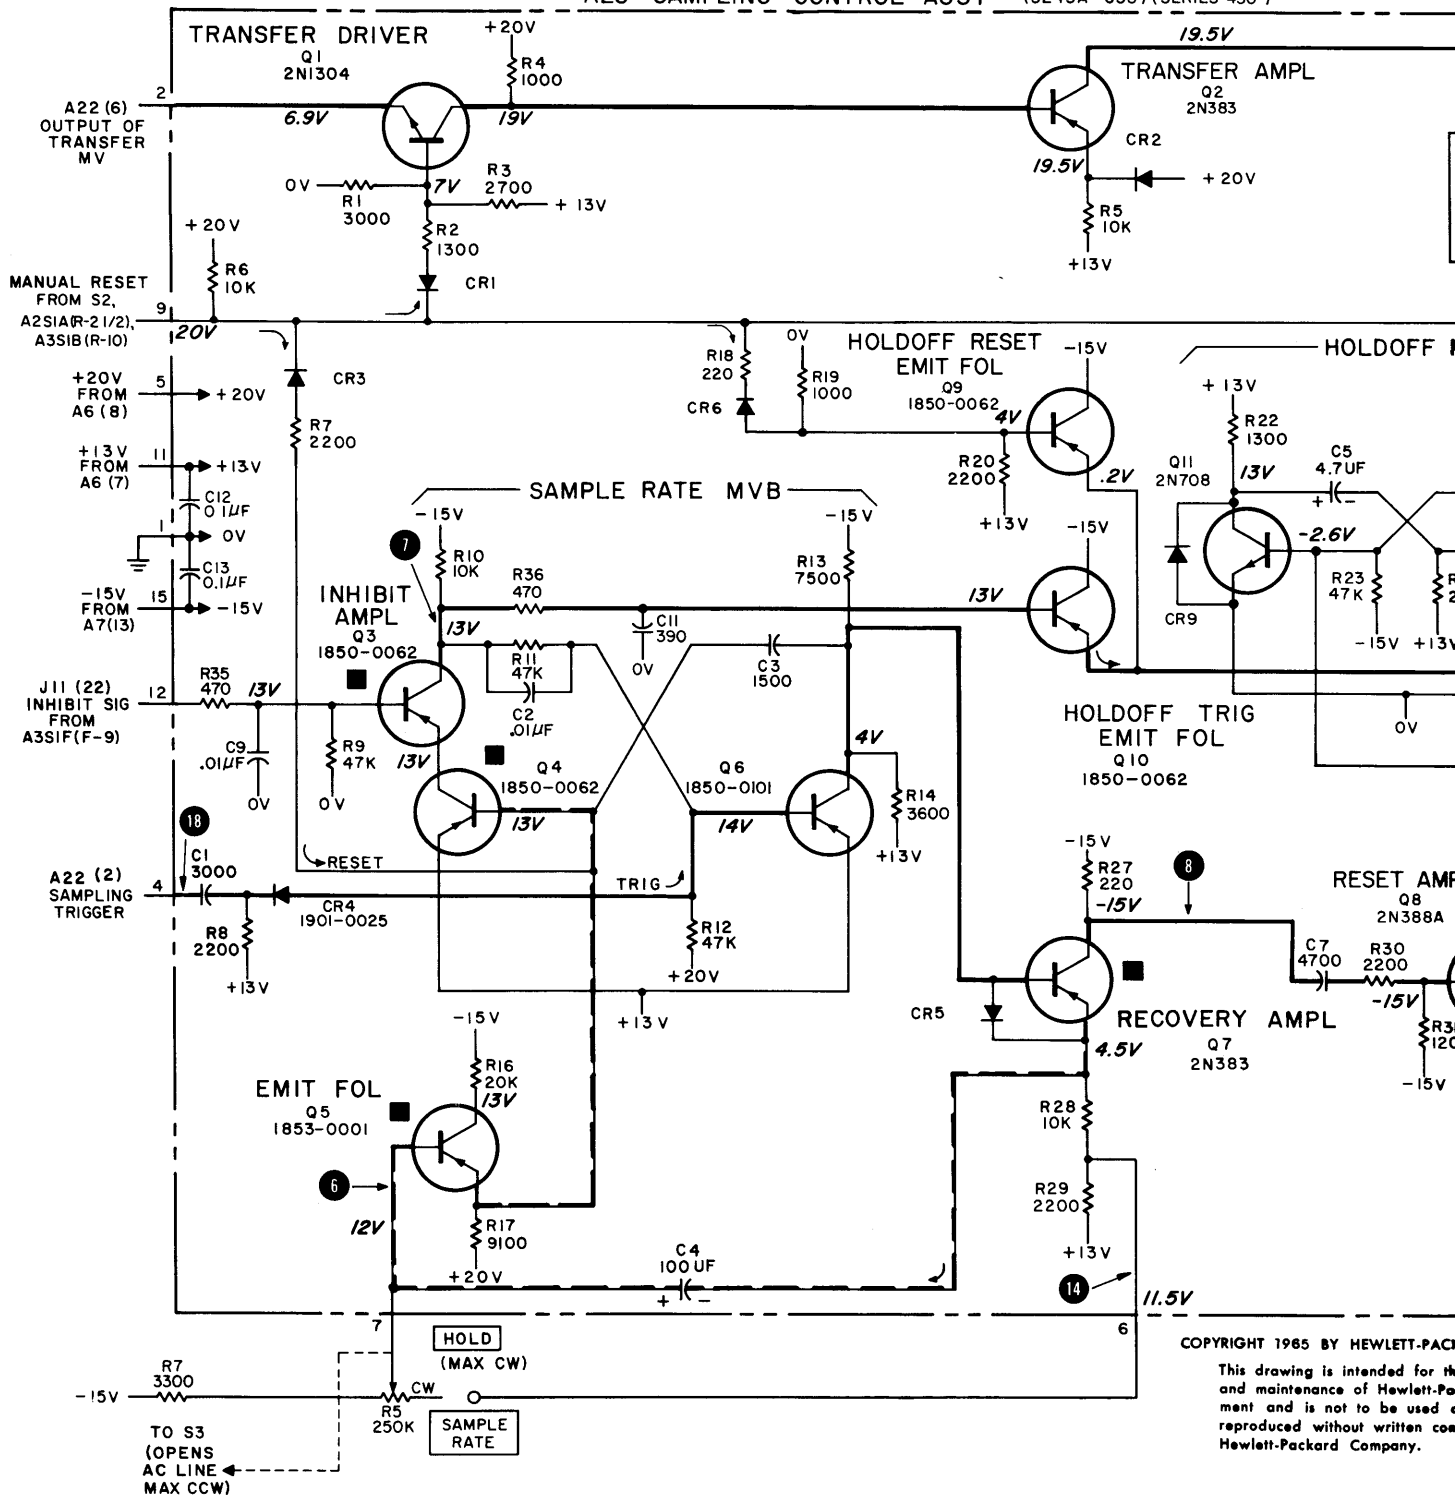 A25 SAMPLING CONTROL ASSY
TRANSFER DRIVER
Q1
2N1304
+20V
R4
1000
19.5V
TRANSFER AMPL
Q2
2N383
2
A22 (6)
OUTPUT OF
TRANSFER
MV
6.9V
19V
CR2
19.5V
+20V
0V
R1
3000
7V
R3
2700
+13V
R2
1300
R5
10K
+13V
+20V
R6
10K
CR1
MANUAL RESET
FROM S2,
A2S1A(R-2 1/2),
A3S1B(R-10)
9
20V
+20V
FROM
A6 (8)
5
+20V
CR3
R7
2200
R18
220
CR6
0V
R19
1000
HOLDOFF RESET
EMIT FOL
Q9
1850-0062
4V
-15V
HOLDOFF
+13V
R22
1300
+13V
FROM
A6 (7)
11
+13V
C12
0.1µF
1
0V
C13
0.1µF
-15V
FROM
A7(13)
15
-15V
SAMPLE RATE MVB
R20
2200
+13V
.2V
-15V
Q11
2N708
13V
C5
4.7UF
+ -
-2.6V
CR9
R23
47K
-15V
+13V
-15V
7
R10
10K
R36
470
-15V
R13
7500
INHIBIT
AMPL
Q3
1850-0062
13V
C11
390
0V
13V
R11
47K
C2
.01µF
C3
1500
J11 (22)
INHIBIT SIG
FROM
A3S1F(F-9)
12
R35
470
13V
C9
.01µF
0V
R9
47K
0V
13V
HOLDOFF TRIG
EMIT FOL
Q10
1850-0062
0V
Q4
1850-0062
13V
Q6
1850-0101
14V
4V
R14
3600
+13V
18
C1
3000
RESET
A22 (2)
SAMPLING
TRIGGER
4
R8
2200
+13V
CR4
1901-0025
TRIG
R12
47K
+20V
+13V
-15V
R27
220
-15V
8
RESET
Q8
2N388A
C7
4700
R30
2200
-15V
-15V
CR5
RECOVERY AMPL
Q7
2N383
4.5V
EMIT FOL
Q5
1853-0001
-15V
R16
20K
13V
6
12V
R17
9100
+20V
C4
100UF
+ -
R28
10K
R29
2200
+13V
14
11.5V
7
6
HOLD
(MAX CW)
-15V
R7
3300
R5
250K
CW
SAMPLE
RATE
TO S3
(OPENS
AC LINE
MAX CCW)
COPYRIGHT 1965 BY HEWLETT-PACK
This drawing is intended for
and maintenance of
ment and is not to be used
reproduced without written
Hewlett-Packard Company.